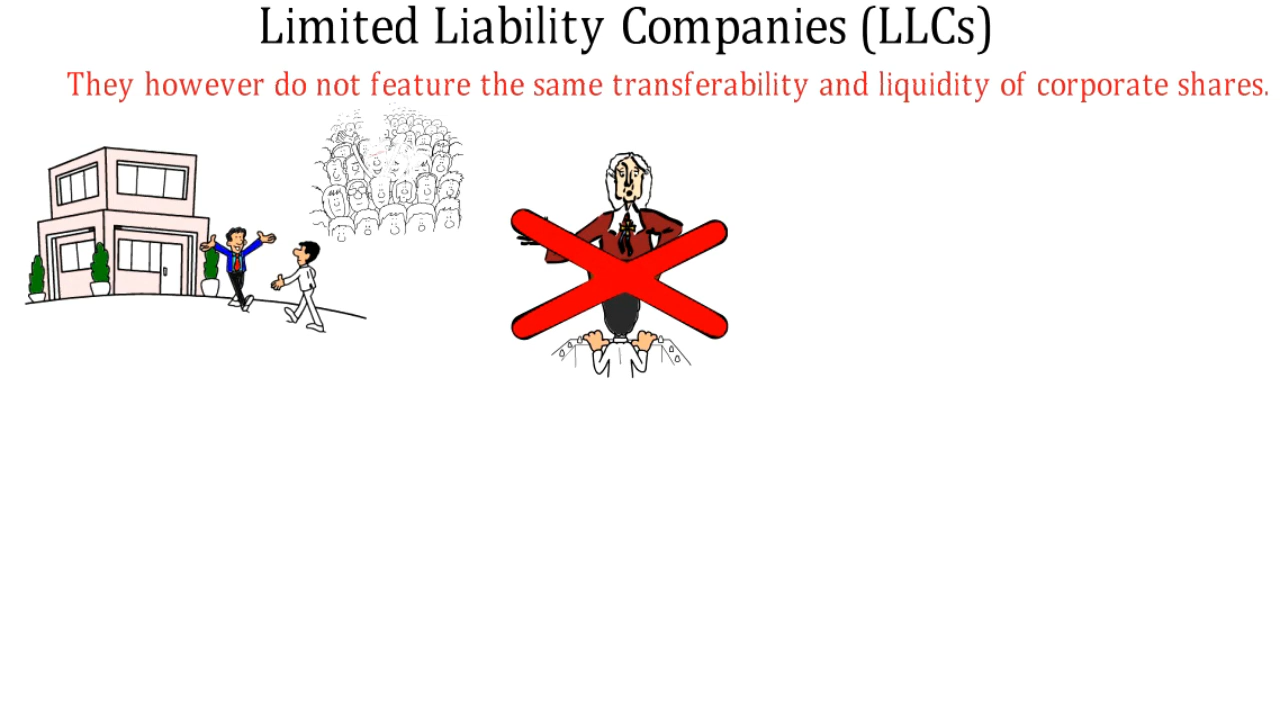 Limited Liability Companies (LLCs)
They however do not feature the same transferability and liquidity of corporate shares.